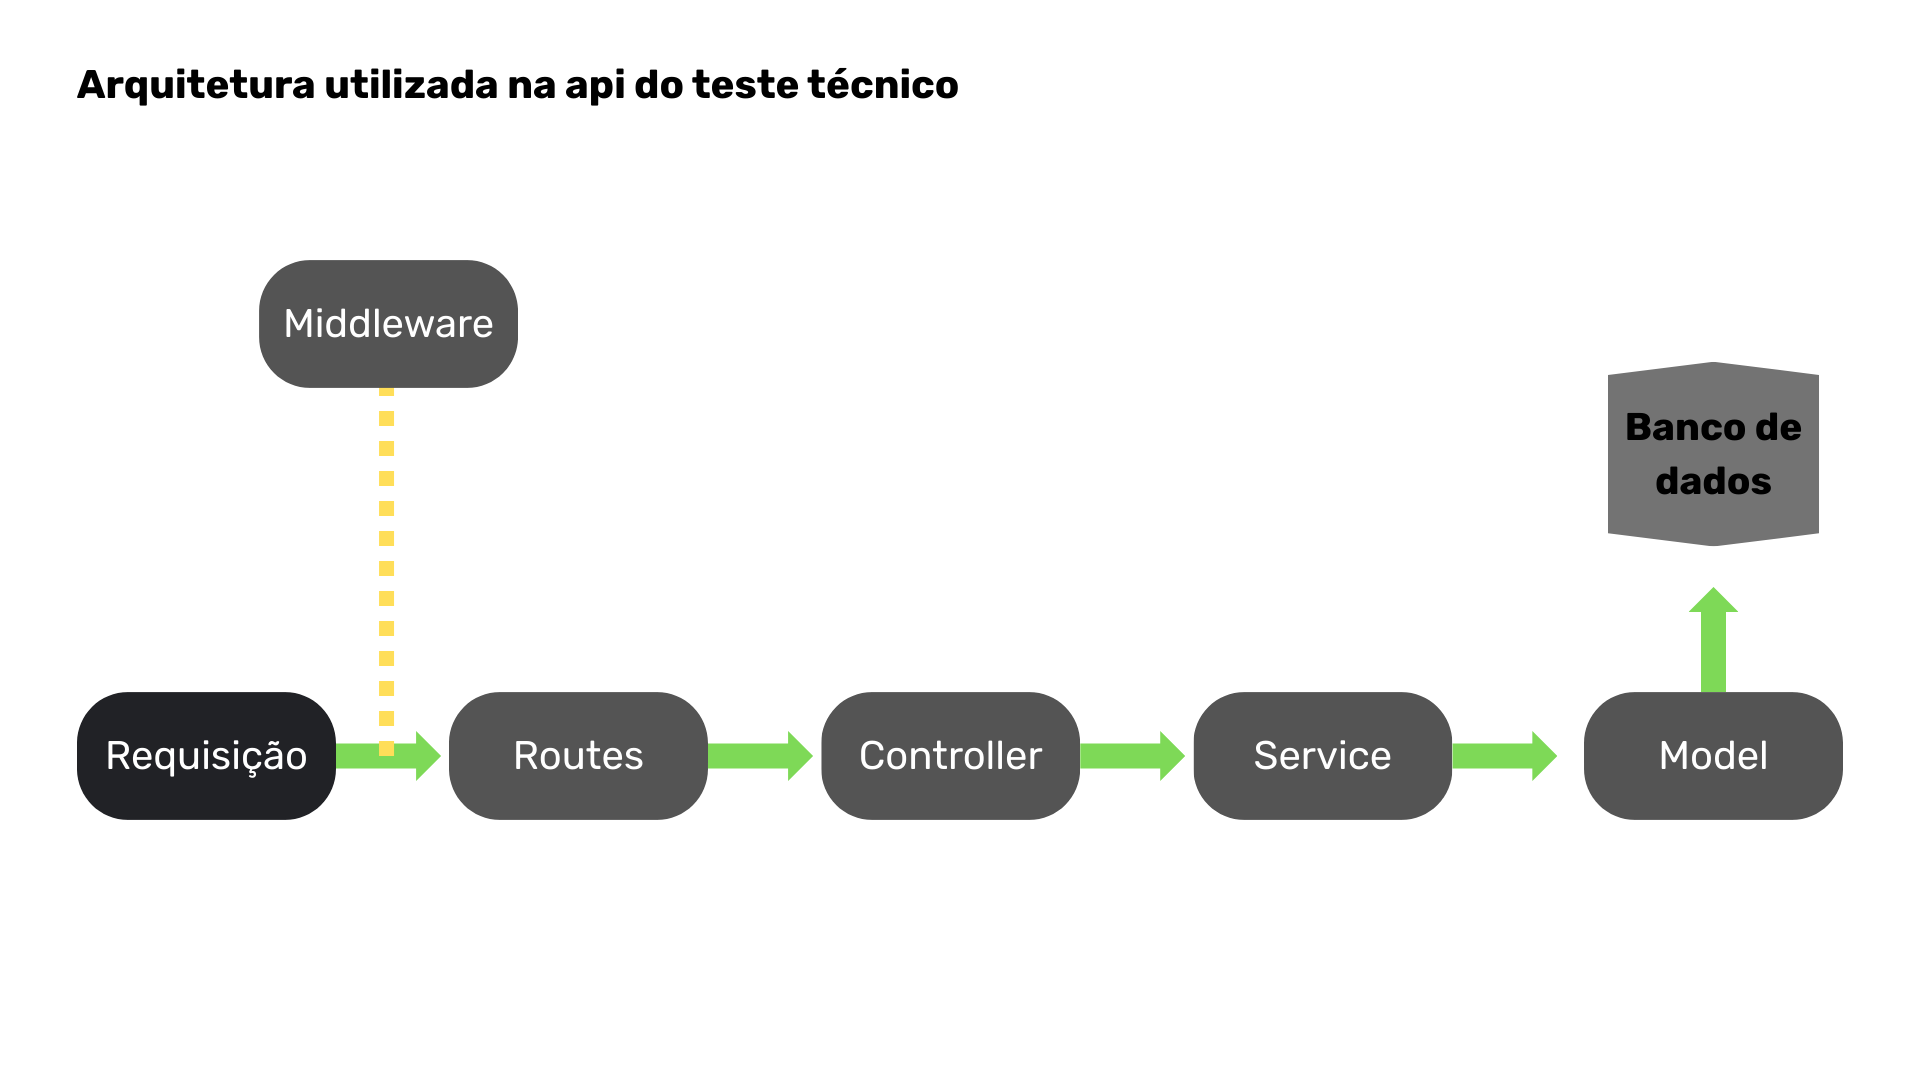 Arquitetura utilizada na api do teste técnico
Middleware
Banco de
dados
Requisição
Routes
Controller
Service
Model